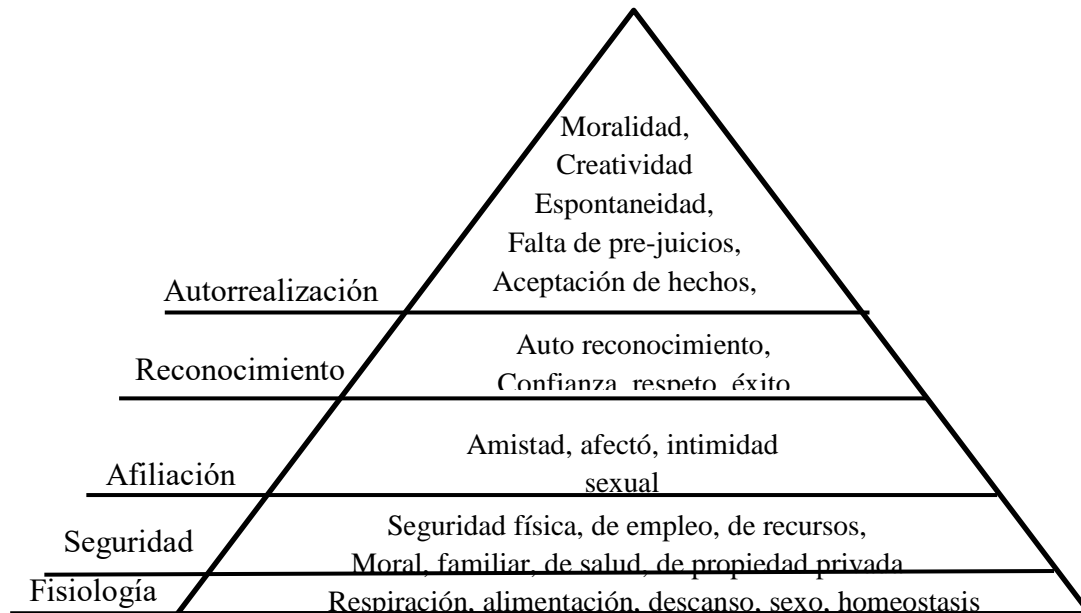 Moralidad,
Creatividad
Espontaneidad,
Falta de pre-juicios,
Aceptación de hechos,
Autorrealización
Auto reconocimiento,
Confianza, respeto, éxito
Reconocimiento
Amistad, afectó, intimidad
sexual
Afiliación
Seguridad física, de empleo, de recursos,
Moral, familiar, de salud, de propiedad privada
Seguridad
Respiración, alimentación, descanso, sexo, homeostasis
Fisiología